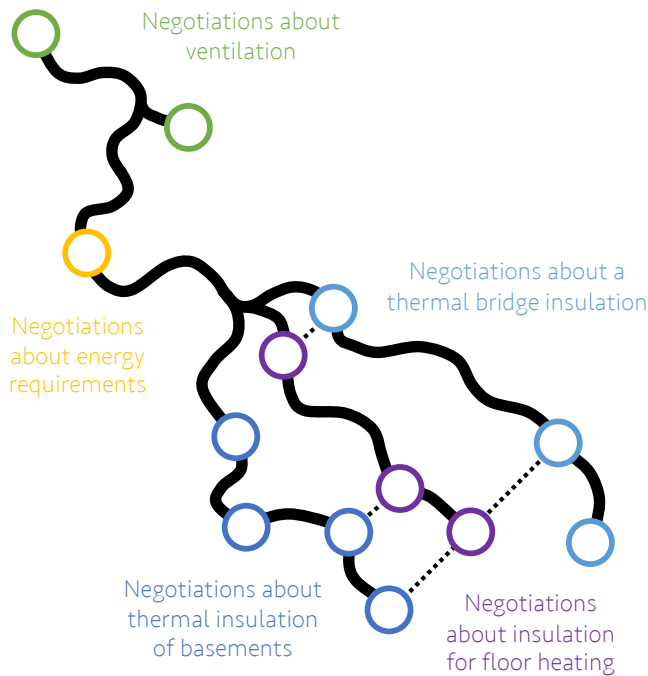 Negotiations about
ventilation
Negotiations about a
thermal bridge insulation
Negotiations
about energy
requirements
Negotiations about
thermal insulation
of basements
Negotiations
about insulation
for floor heating